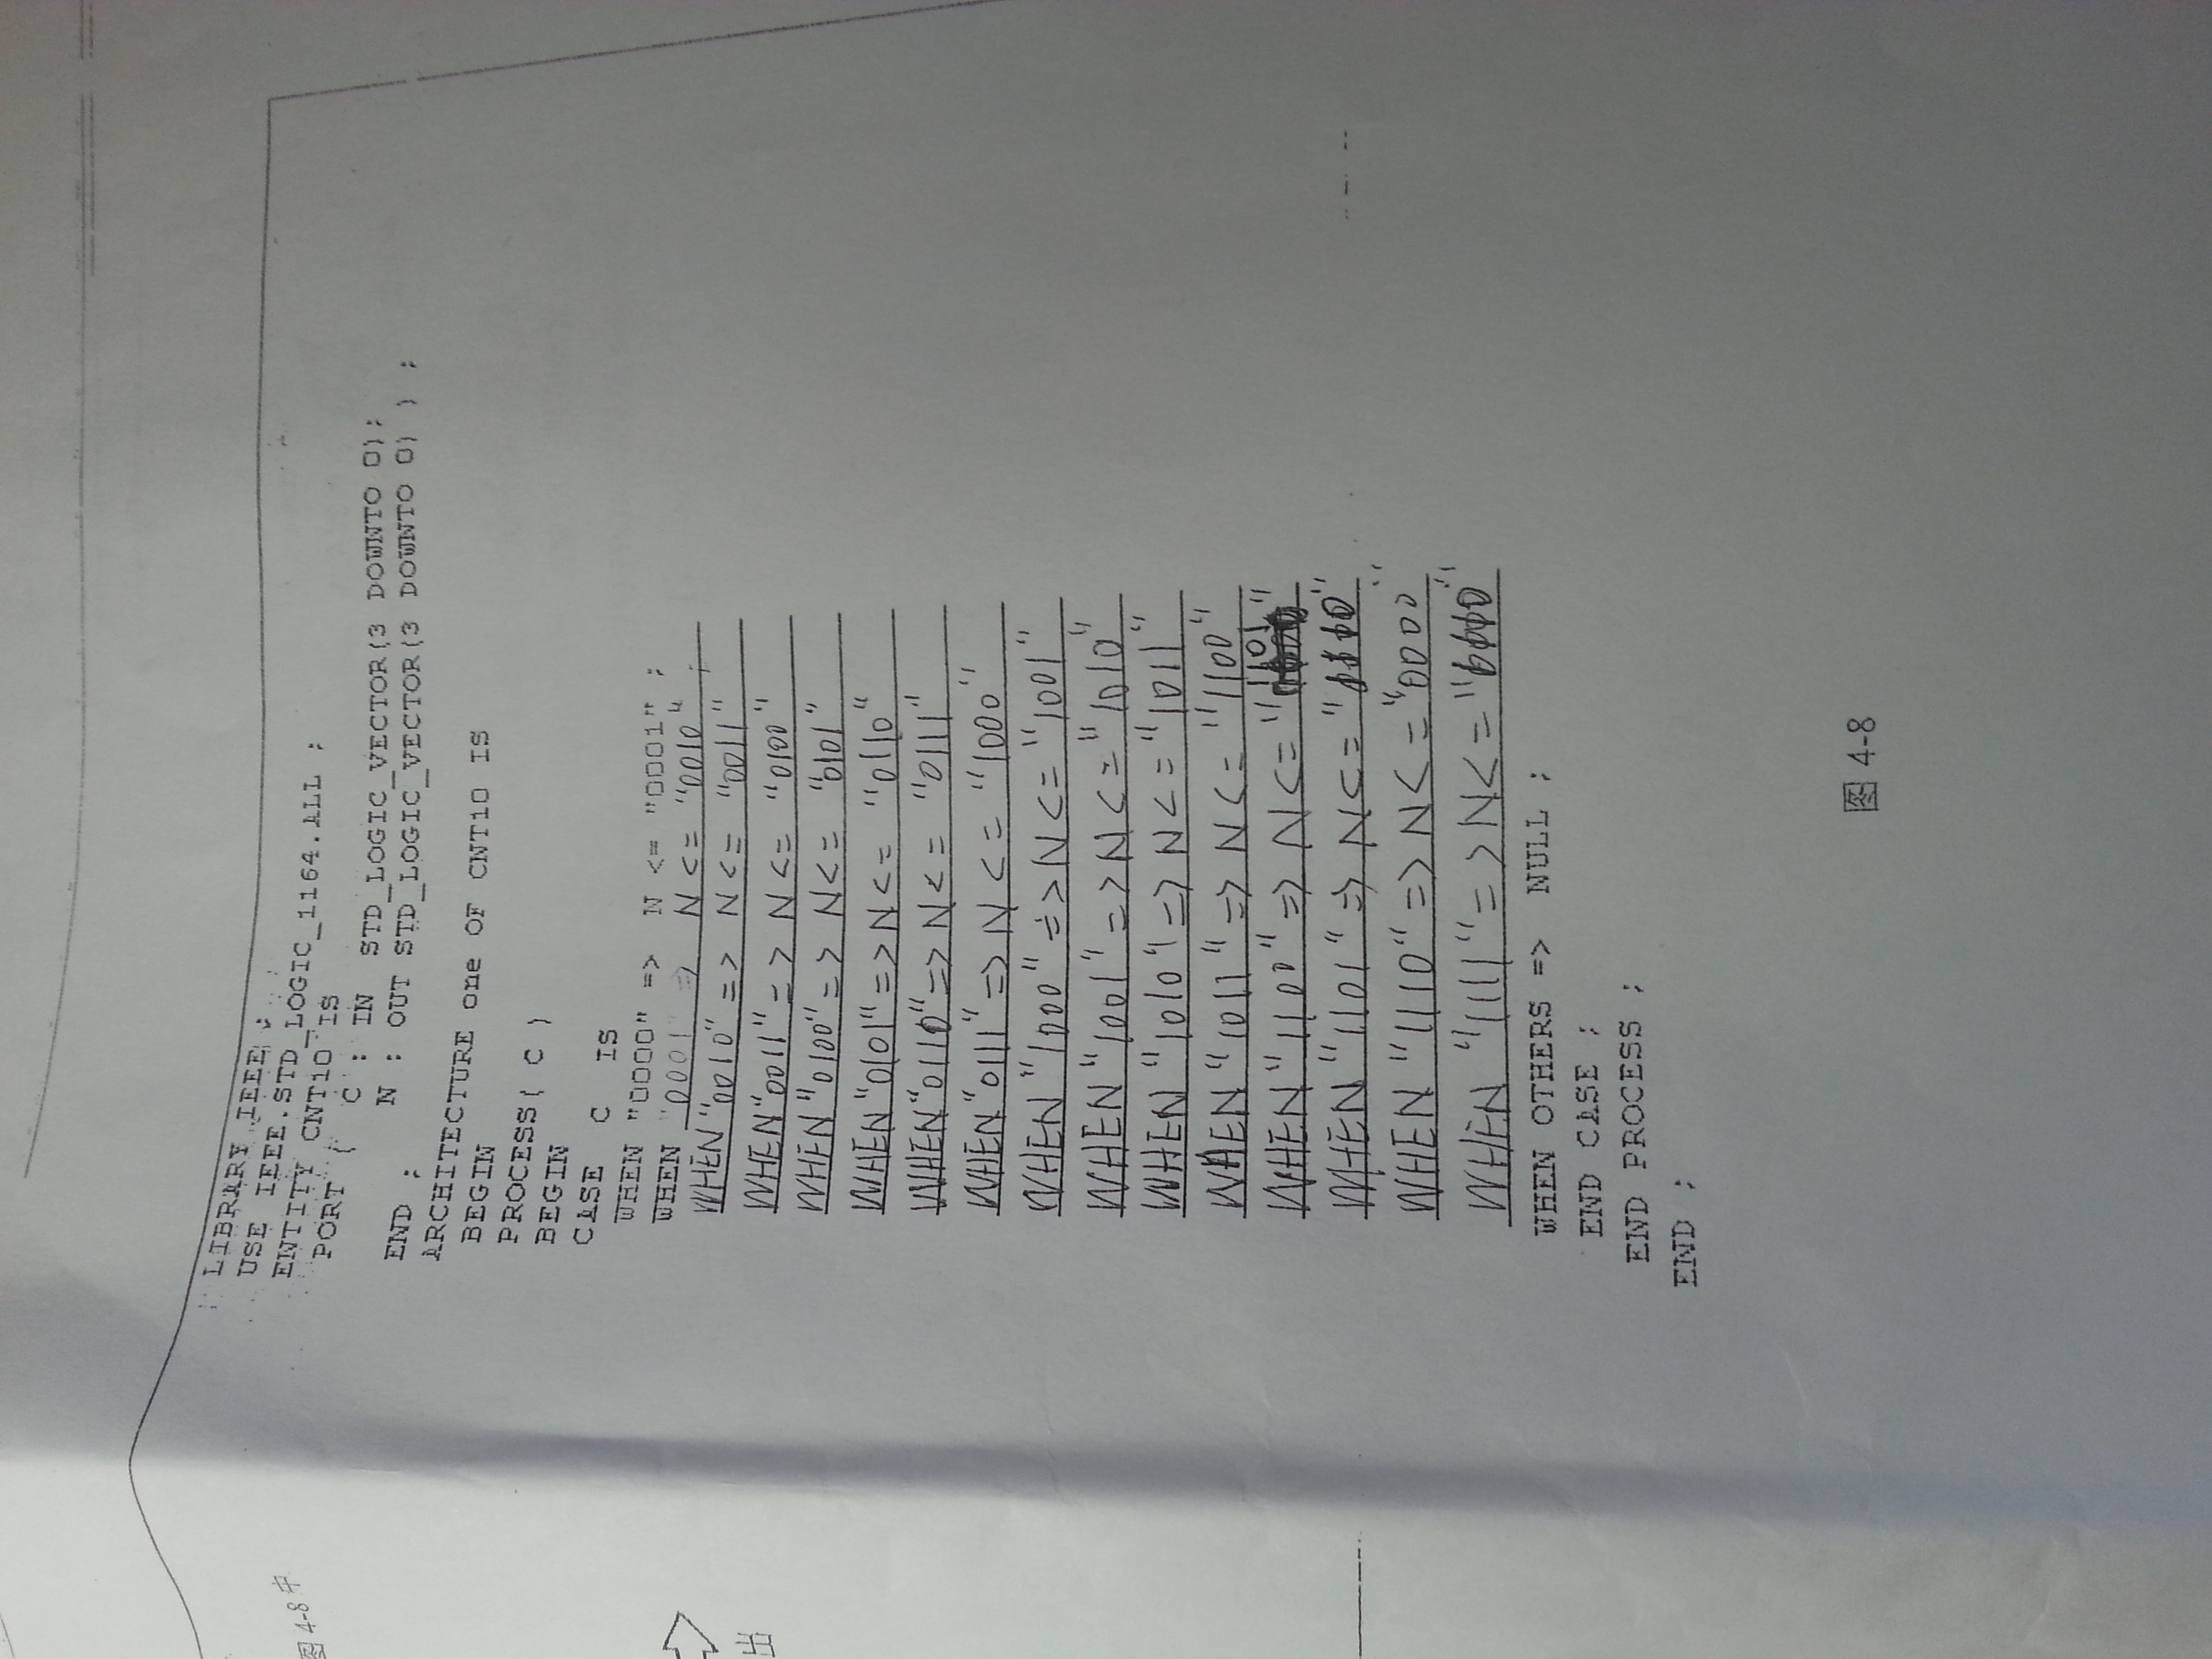 图 4-8 中
出
LIBRARY IEEE ;
USE IEEE.STD_LOGIC_1164.ALL ;
ENTITY CNT10 IS
PORT ( C : IN STD_LOGIC_VECTOR(3 DOWNTO 0);
N : OUT STD_LOGIC_VECTOR(3 DOWNTO 0) ) ;
END ;
ARCHITECTURE one OF CNT10 IS
BEGIN
PROCESS( C )
BEGIN
CASE C IS
WHEN "0000" => N <= "0001" ;
WHEN "0001" => N <= "0010" ;
WHEN "0010" => N <= "0011"
WHEN "0011" => N <= "0100"
WHEN "0100" => N <= "0101"
WHEN "0101" => N <= "0110"
WHEN "0110" => N <= "0111"
WHEN "0111" => N <= "1000"
WHEN "1000" => N <= "1001"
WHEN "1001" => N <= "1010"
WHEN "1010" => N <= "1011"
WHEN "1011" => N <= "1100"
WHEN "1100" => N <= "1101"
WHEN "1101" => N <=
WHEN "1110" => N <= "0000"
WHEN "1111" => N <=
WHEN OTHERS => NULL ;
END CASE ;
END PROCESS ;
END ;
图 4-8